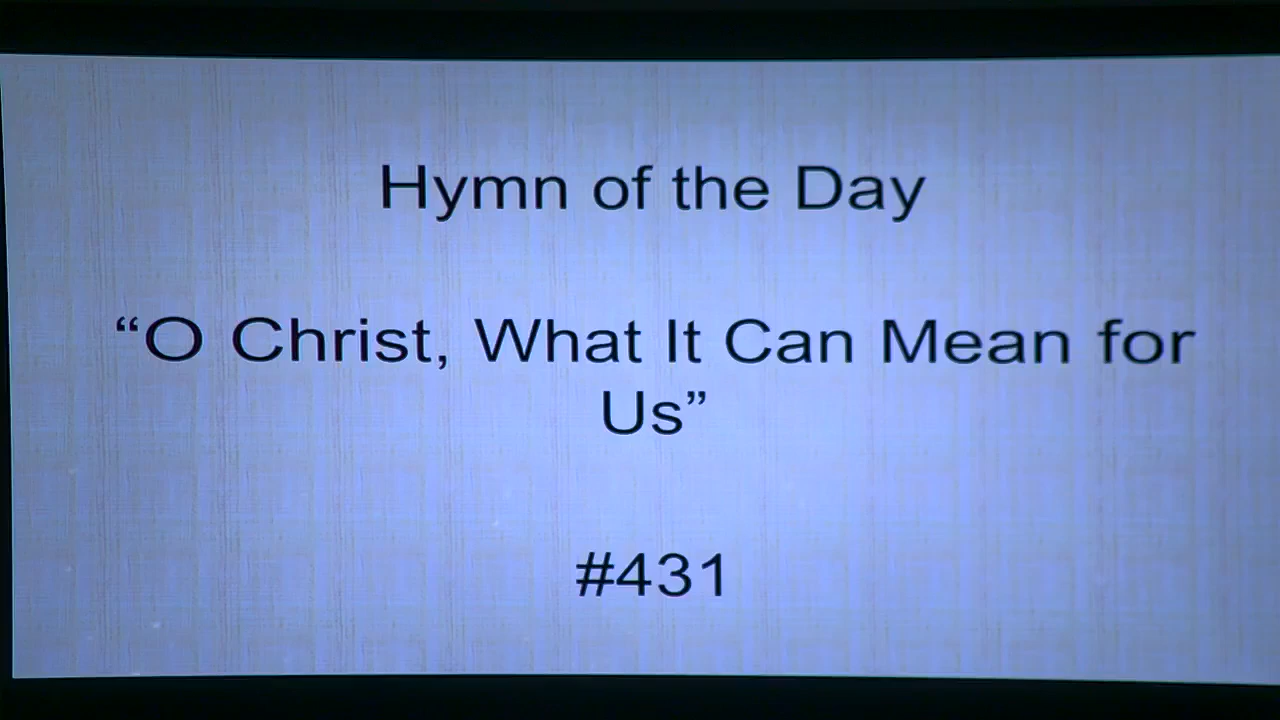 Hymn of the Day
“O Christ, What It Can Mean for
Us”
#431